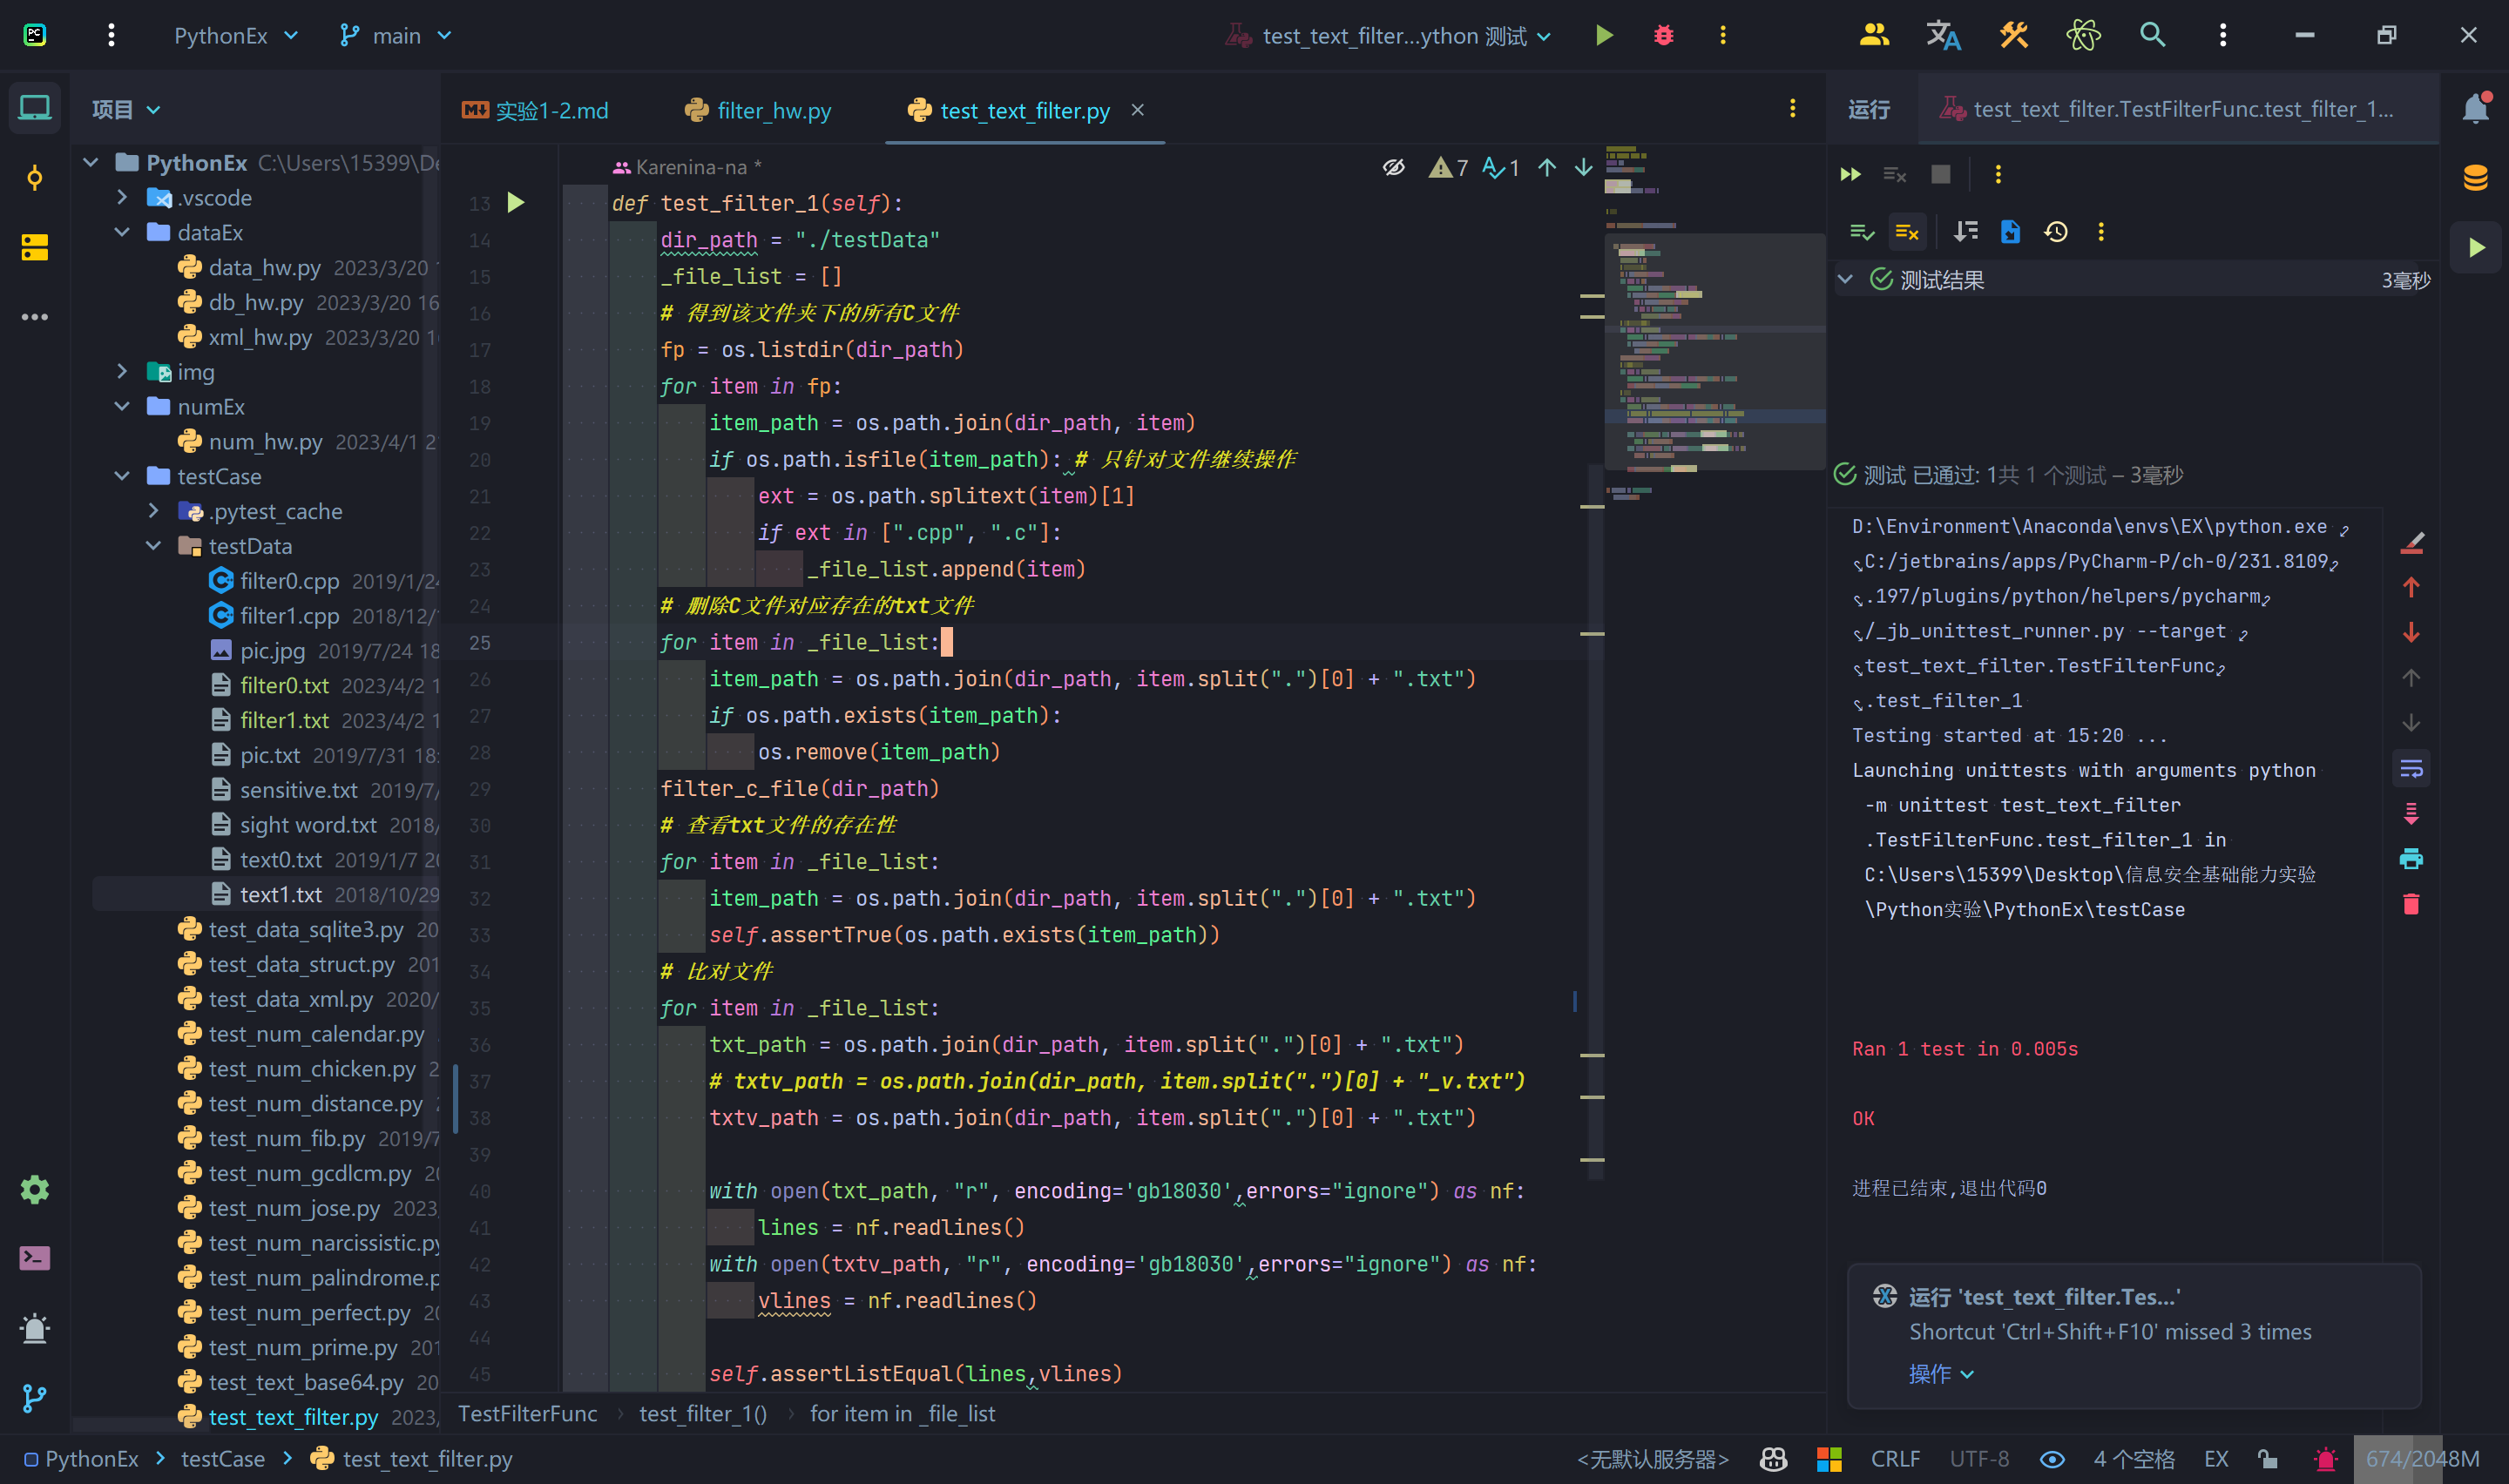 PythonEx
main
test_text_filter...ython 测试
项目
实验1-2.md
filter_hw.py
test_text_filter.py
运行
test_text_filter.TestFilterFunc.test_filter_1...
PythonEx C:\Users\15399\De
.vscode
dataEx
data_hw.py 2023/3/20
db_hw.py 2023/3/20 16
xml_hw.py 2023/3/20
img
numEx
num_hw.py 2023/4/1 2
testCase
.pytest_cache
testData
filter0.cpp 2019/1/24
filter1.cpp 2018/12/
pic.jpg 2019/7/24 18
filter0.txt 2023/4/2 1
filter1.txt 2023/4/2 1
pic.txt 2019/7/31 18:
sensitive.txt 2019/7/
sight word.txt 2018/
text0.txt 2019/1/7 20
text1.txt 2018/10/29
test_data_sqlite3.py 20
test_data_struct.py 201
test_data_xml.py 2020/
test_num_calendar.py
test_num_chicken.py 2
test_num_distance.py
test_num_fib.py 2019/7
test_num_gcdlcm.py 20
test_num_jose.py 2023
test_num_narcissistic.py
test_num_palindrome.p
test_num_perfect.py 20
test_num_prime.py 201
test_text_base64.py 20
test_text_filter.py 2023/
Karenina-na *
7 1
13 def test_filter_1(self):
14 dir_path = "./testData"
15 _file_list = []
16 # 得到该文件夹下的所有C文件
17 fp = os.listdir(dir_path)
18 for item in fp:
19 item_path = os.path.join(dir_path, item)
20 if os.path.isfile(item_path): # 只针对文件继续操作
21 ext = os.path.splitext(item)[1]
22 if ext in [".cpp", ".c"]:
23 _file_list.append(item)
24 # 删除C文件对应存在的txt文件
25 for item in _file_list:
26 item_path = os.path.join(dir_path, item.split(".")[0] + ".txt")
27 if os.path.exists(item_path):
28 os.remove(item_path)
29 filter_c_file(dir_path)
30 # 查看txt文件的存在性
31 for item in _file_list:
32 item_path = os.path.join(dir_path, item.split(".")[0] + ".txt")
33 self.assertTrue(os.path.exists(item_path))
34 # 比对文件
35 for item in _file_list:
36 txt_path = os.path.join(dir_path, item.split(".")[0] + ".txt")
37 # txtv_path = os.path.join(dir_path, item.split(".")[0] + "_v.txt")
38 txtv_path = os.path.join(dir_path, item.split(".")[0] + ".txt")
39
40 with open(txt_path, "r", encoding='gb18030',errors="ignore") as nf:
41 lines = nf.readlines()
42 with open(txtv_path, "r", encoding='gb18030',errors="ignore") as nf:
43 vlines = nf.readlines()
44
45 self.assertListEqual(lines,vlines)
TestFilterFunc › test_filter_1() › for item in _file_list
测试结果 3毫秒
测试 已通过: 1共 1 个测试 – 3毫秒
D:\Environment\Anaconda\envs\EX\python.exe
C:/jetbrains/apps/PyCharm-P/ch-0/231.8109
.197/plugins/python/helpers/pycharm
/_jb_unittest_runner.py --target
test_text_filter.TestFilterFunc
.test_filter_1
Testing started at 15:20 ...
Launching unittests with arguments python
-m unittest test_text_filter
.TestFilterFunc.test_filter_1 in
C:\Users\15399\Desktop\信息安全基础能力实验
\Python实验\PythonEx\testCase
Ran 1 test in 0.005s
OK
进程已结束,退出代码0
运行 'test_text_filter.Tes...'
Shortcut 'Ctrl+Shift+F10' missed 3 times
操作
PythonEx > testCase > test_text_filter.py
<无默认服务器>
CRLF
UTF-8
4 个空格
EX
674/2048M